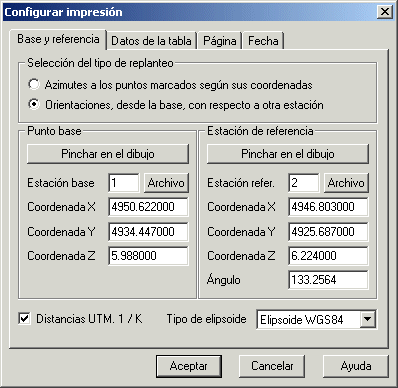 Configurar impresión
Base y referencia
Datos de la tabla
Página
Fecha
Selección del tipo de replanteo
Azimutes a los puntos marcados según sus coordenadas
Orientaciones, desde la base, con respecto a otra estación
Punto base
Pinchar en el dibujo
Estación base 1 Archivo
Coordenada X 4950.622000
Coordenada Y 4934.447000
Coordenada Z 5.988000
Estación de referencia
Pinchar en el dibujo
Estación refer. 2 Archivo
Coordenada X 4946.803000
Coordenada Y 4925.687000
Coordenada Z 6.224000
Ángulo 133.2564
Distancias UTM. 1 / K
Tipo de elipsoide Elipsoide WGS84
Aceptar
Cancelar
Ayuda